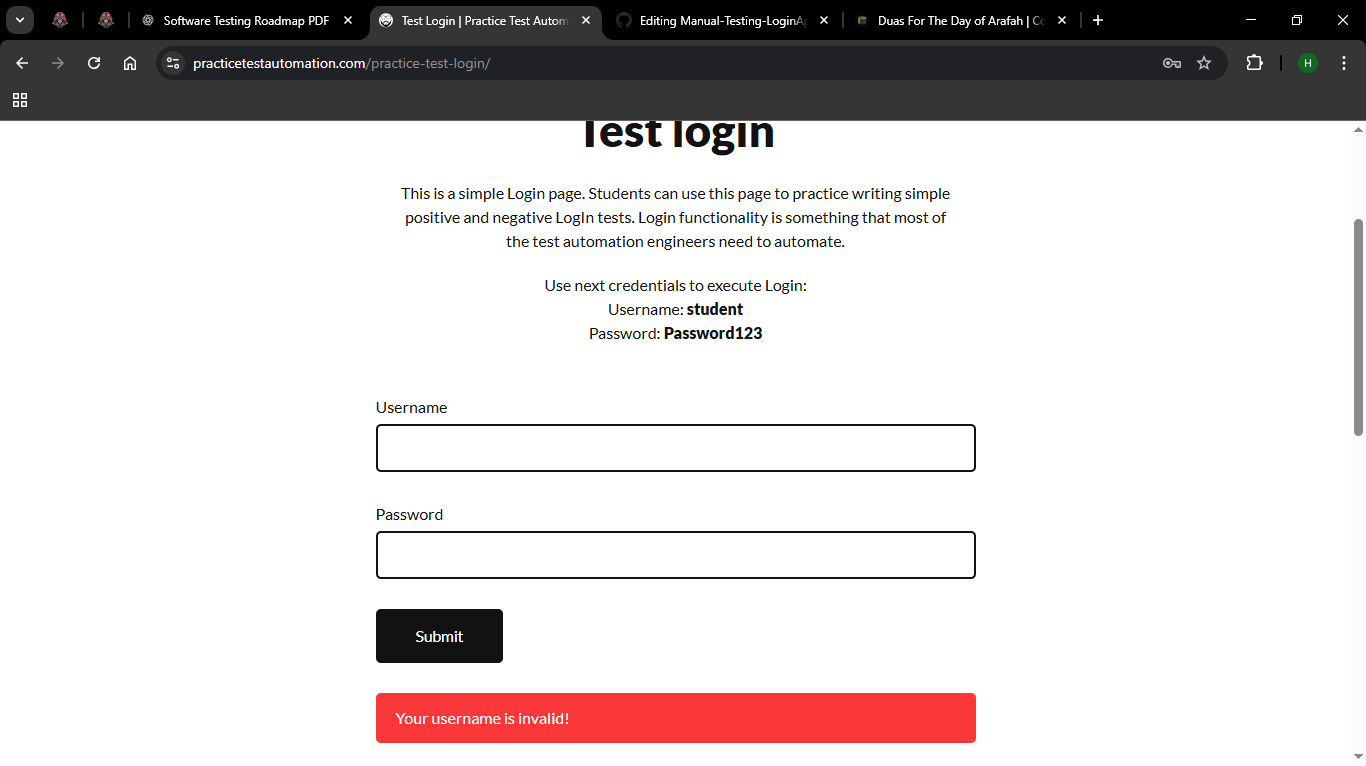 Software Testing Roadmap PDF
Test Login | Practice Test Autom
Editing Manual-Testing-LoginAp
Duas For The Day of Arafah | Co
practicetestautomation.com/practice-test-login/
H
Test login
This is a simple Login page. Students can use this page to practice writing simple
positive and negative LogIn tests. Login functionality is something that most of
the test automation engineers need to automate.
Use next credentials to execute Login:
Username: student
Password: Password123
Username
Password
Submit
Your username is invalid!